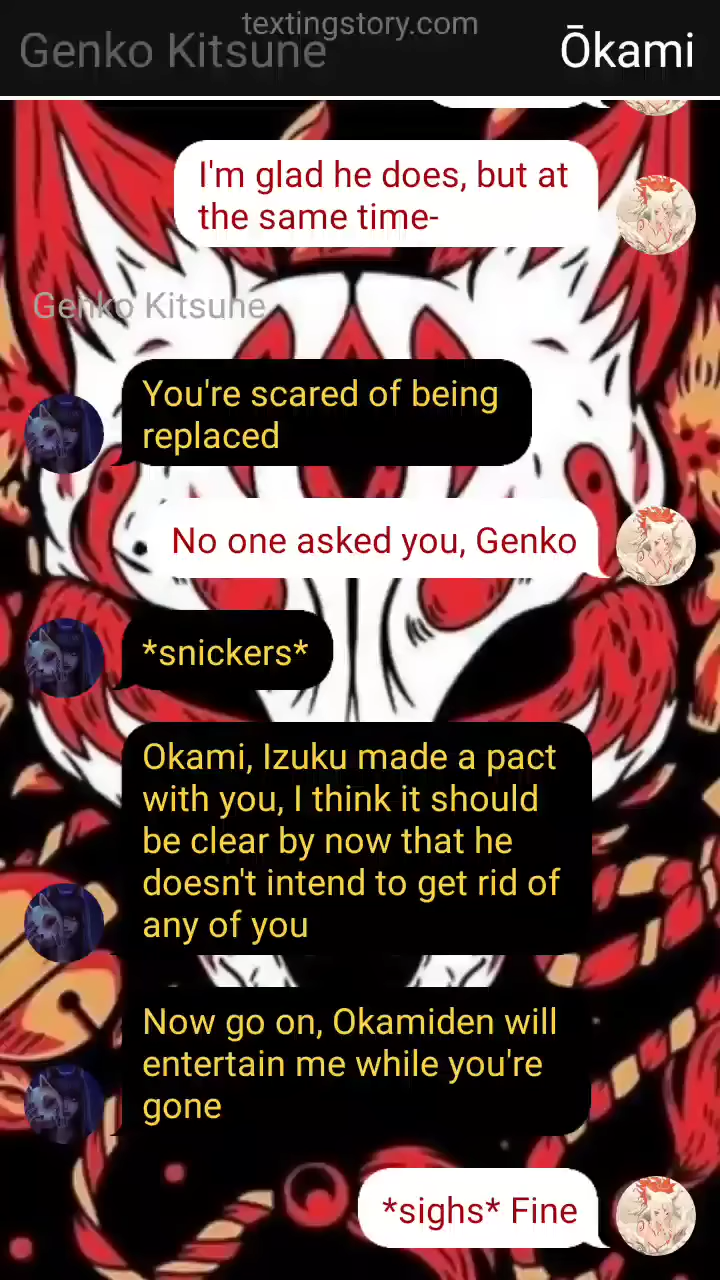 textingstory.com
Genko Kitsune
Ōkami
I'm glad he does, but at
the same time-
Genko Kitsune
You're scared of being
replaced
No one asked you, Genko
*snickers*
Okami, Izuku made a pact
with you, I think it should
be clear by now that he
doesn't intend to get rid of
any of you
Now go on, Okamiden will
entertain me while you're
gone
*sighs* Fine